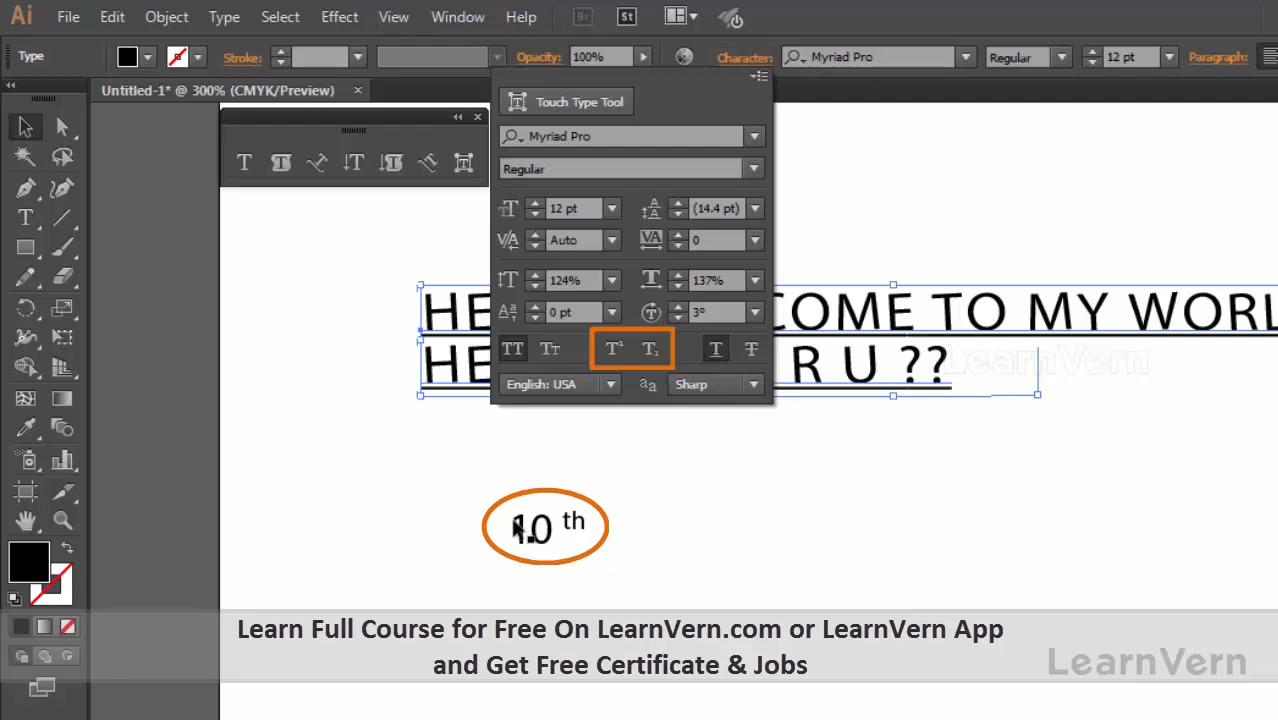 Ai File Edit Object Type Select Effect View Window Help Br St
Type Stroke: Opacity: 100% Character: Myriad Pro Regular 12 pt Paragraph:
Untitled-1* @ 300% (CMYK/Preview) ×
Touch Type Tool
Myriad Pro
Regular
12 pt (14.4 pt)
Auto 0
124% 137%
0 pt 3°
English: USA Sharp
HE COME TO MY WORL
HE R U ??
LearnVern
10 th
Learn Full Course for Free On LearnVern.com or LearnVern App
and Get Free Certificate & Jobs
LearnVern